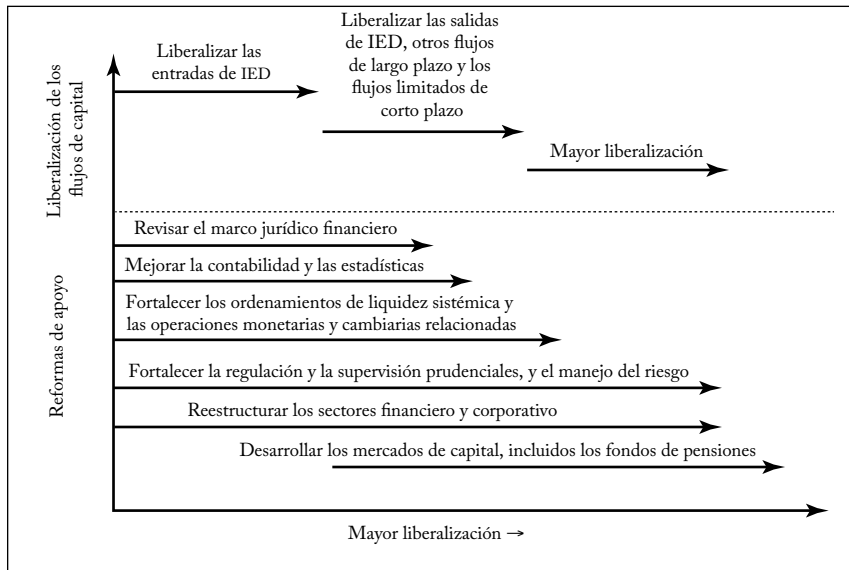 Liberalización de los
flujos de capital
Liberalizar las
entradas de IED
Liberalizar las salidas
de IED, otros flujos
de largo plazo y los
flujos limitados de
corto plazo
Mayor liberalización
Reformas de apoyo
Revisar el marco jurídico financiero
Mejorar la contabilidad y las estadísticas
Fortalecer los ordenamientos de liquidez sistémica y
las operaciones monetarias y cambiarias relacionadas
Fortalecer la regulación y la supervisión prudenciales, y el manejo del riesgo
Reestructurar los sectores financiero y corporativo
Desarrollar los mercados de capital, incluidos los fondos de pensiones
Mayor liberalización →